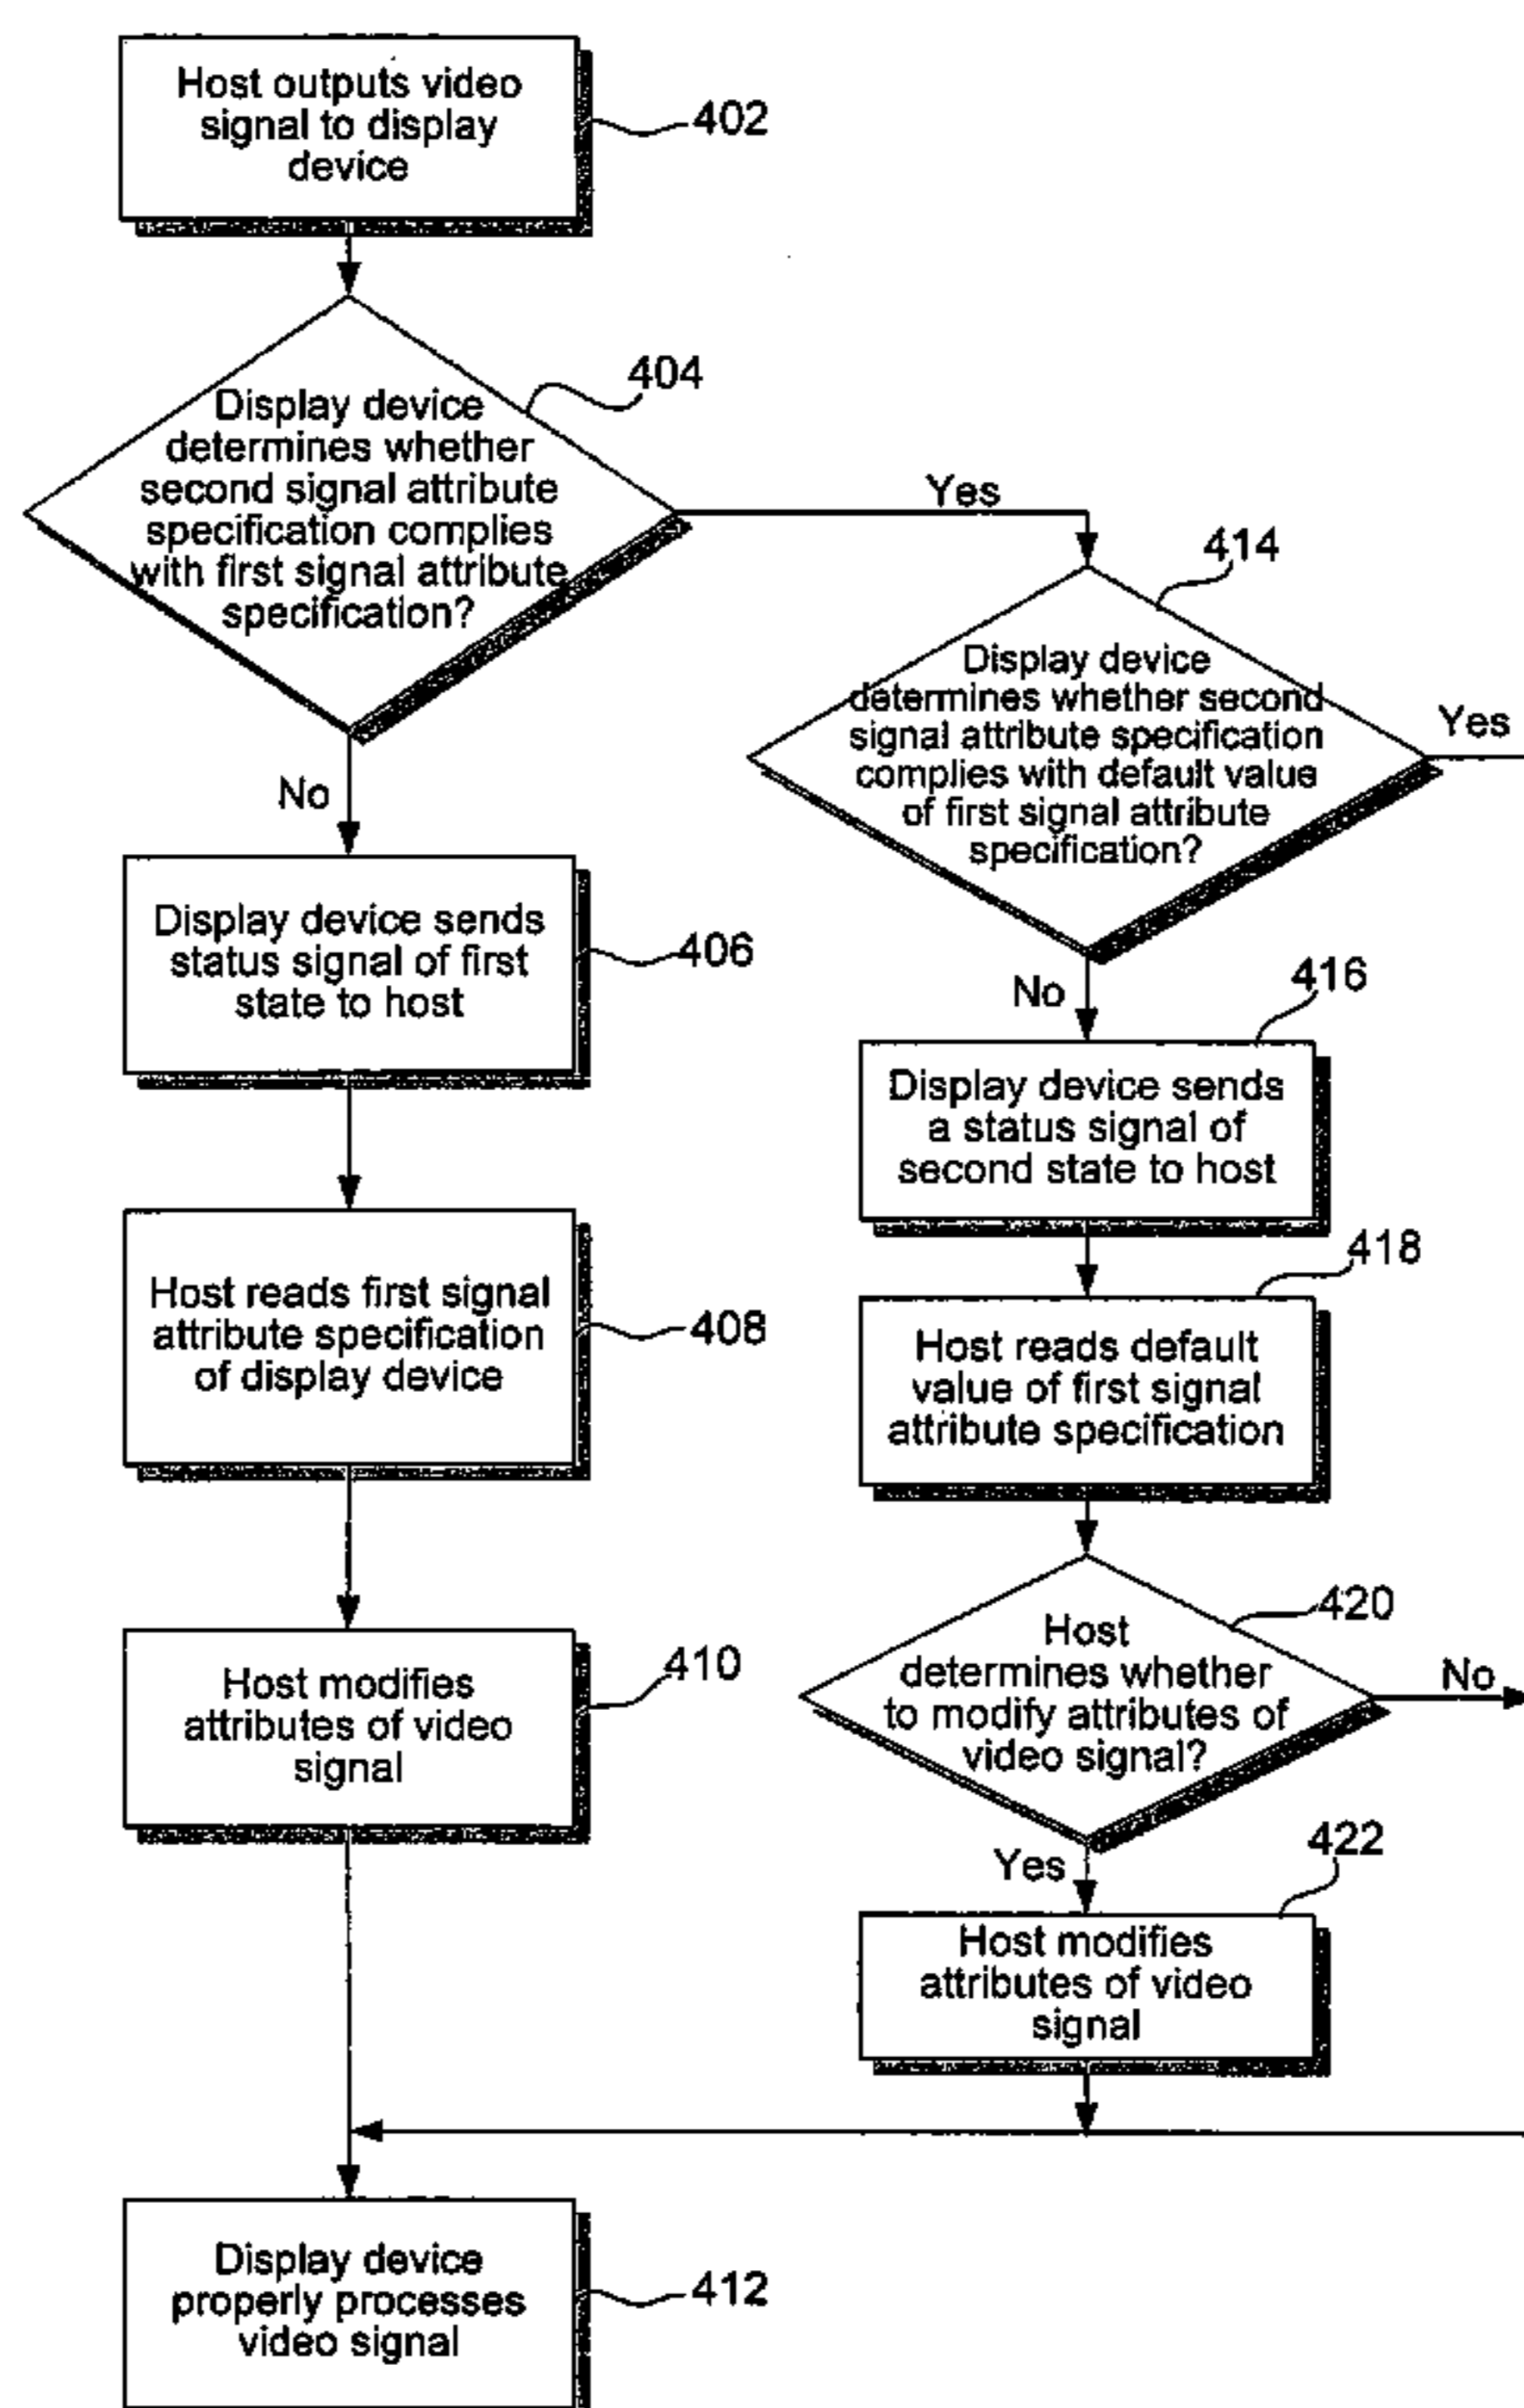 Host outputs video
signal to display
device
402
Display device
determines whether
second signal attribute
specification complies
with first signal attribute
specification?
404
Yes
No
Display device sends
status signal of first
state to host
406
Host reads first signal
attribute specification
of display device
408
Host modifies
attributes of video
signal
410
Display device
determines whether second
signal attribute specification
complies with default value
of first signal attribute
specification?
414
Yes
No
Display device sends
a status signal of
second state to host
416
Host reads default
value of first signal
attribute specification
418
Host
determines whether
to modify attributes of
video signal?
420
No
Yes
Host modifies
attributes of video
signal
422
Display device
properly processes
video signal
412